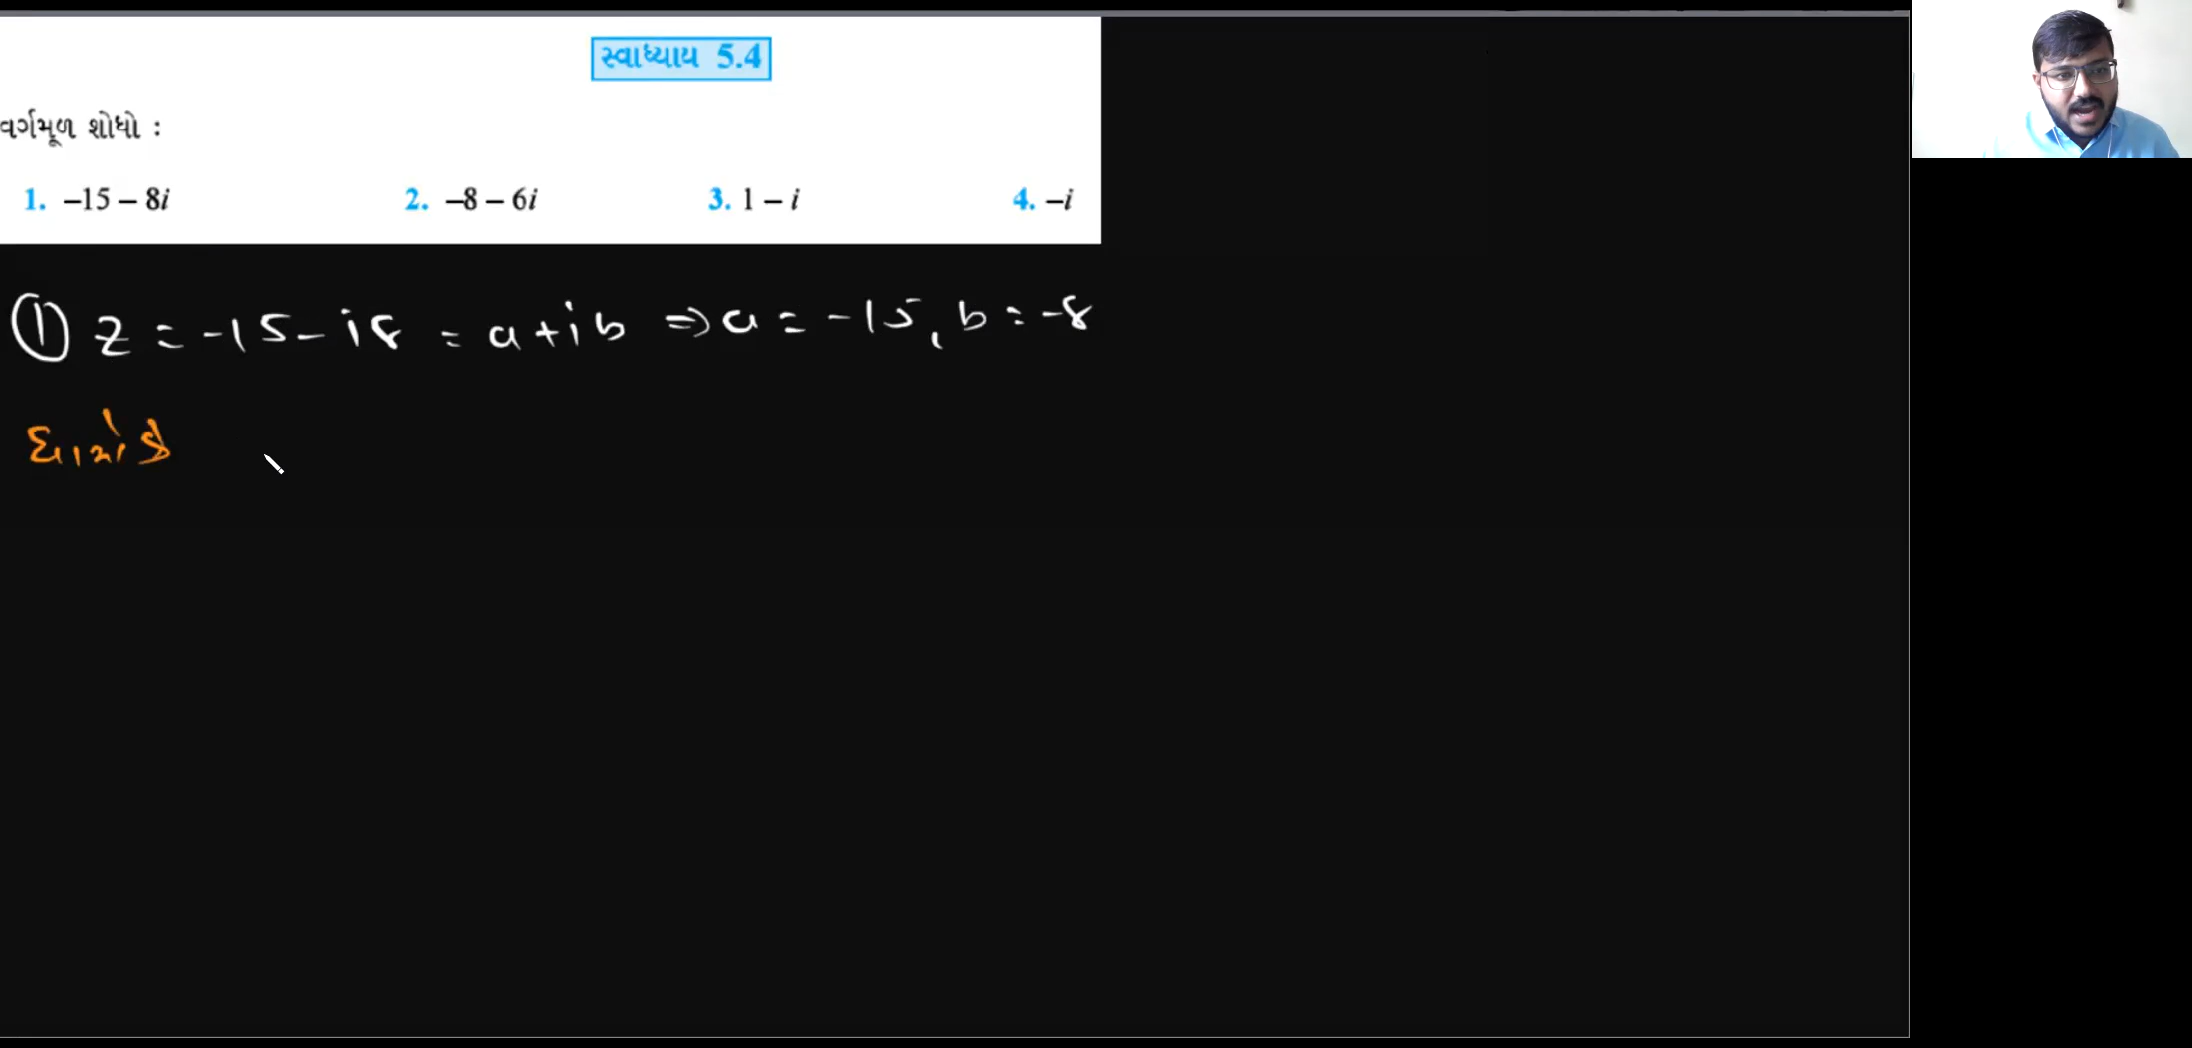 સ્વાધ્યાય 5.4
વર્ગમૂળ શોધો :
1. –15 – 8i 2. –8 – 6i 3. 1 – i 4. –i
① z = -15 - i8 = a + ib ⇒ a = -15, b = -8
ધારોકે